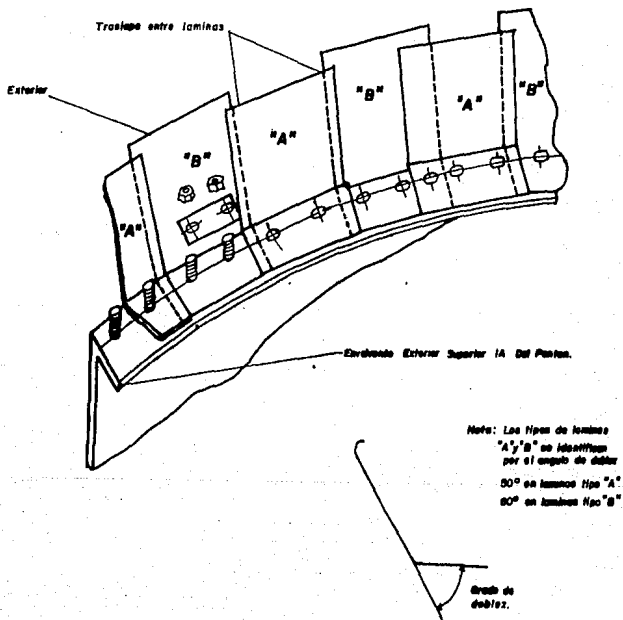 Traslape entre laminas
Exterior
"B"
"A"
"B"
"A"
"B"
"A"
Envolvente Exterior Superior IA Del Ponton.
Nota: Los tipos de laminas
"A" y "B" se identifican
por el angulo de doblez
50° en laminas tipo "A"
60° en laminas tipo "B"
Grado de
doblez.